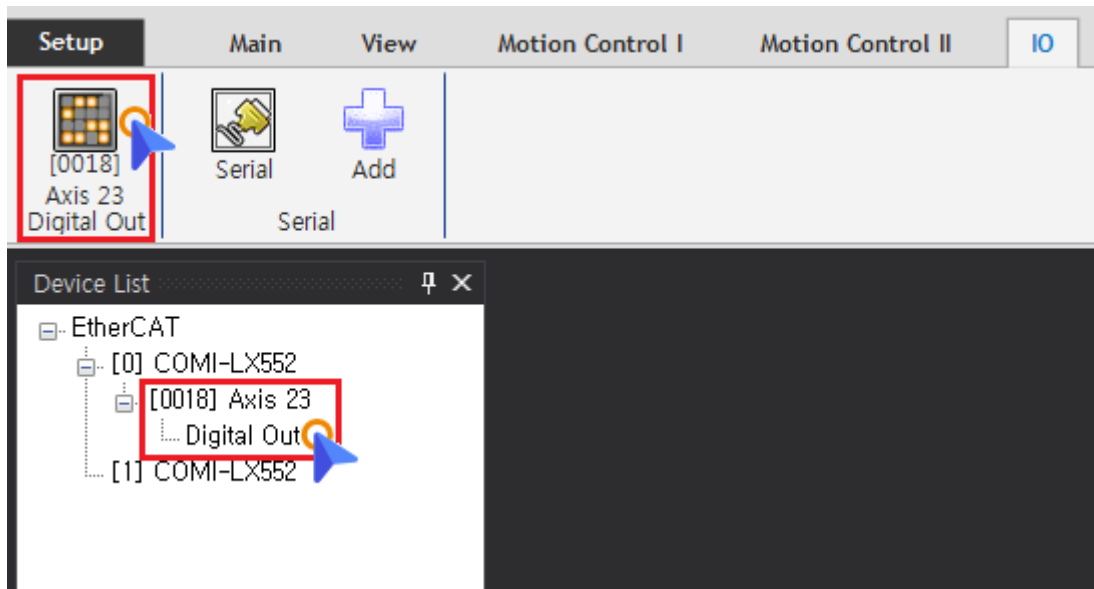 Setup Main View Motion Control I Motion Control II IO
[0018]
Axis 23
Digital Out
Serial Add
Serial
Device List
EtherCAT
[0] COMI-LX552
[0018] Axis 23
Digital Out
[1] COMI-LX552